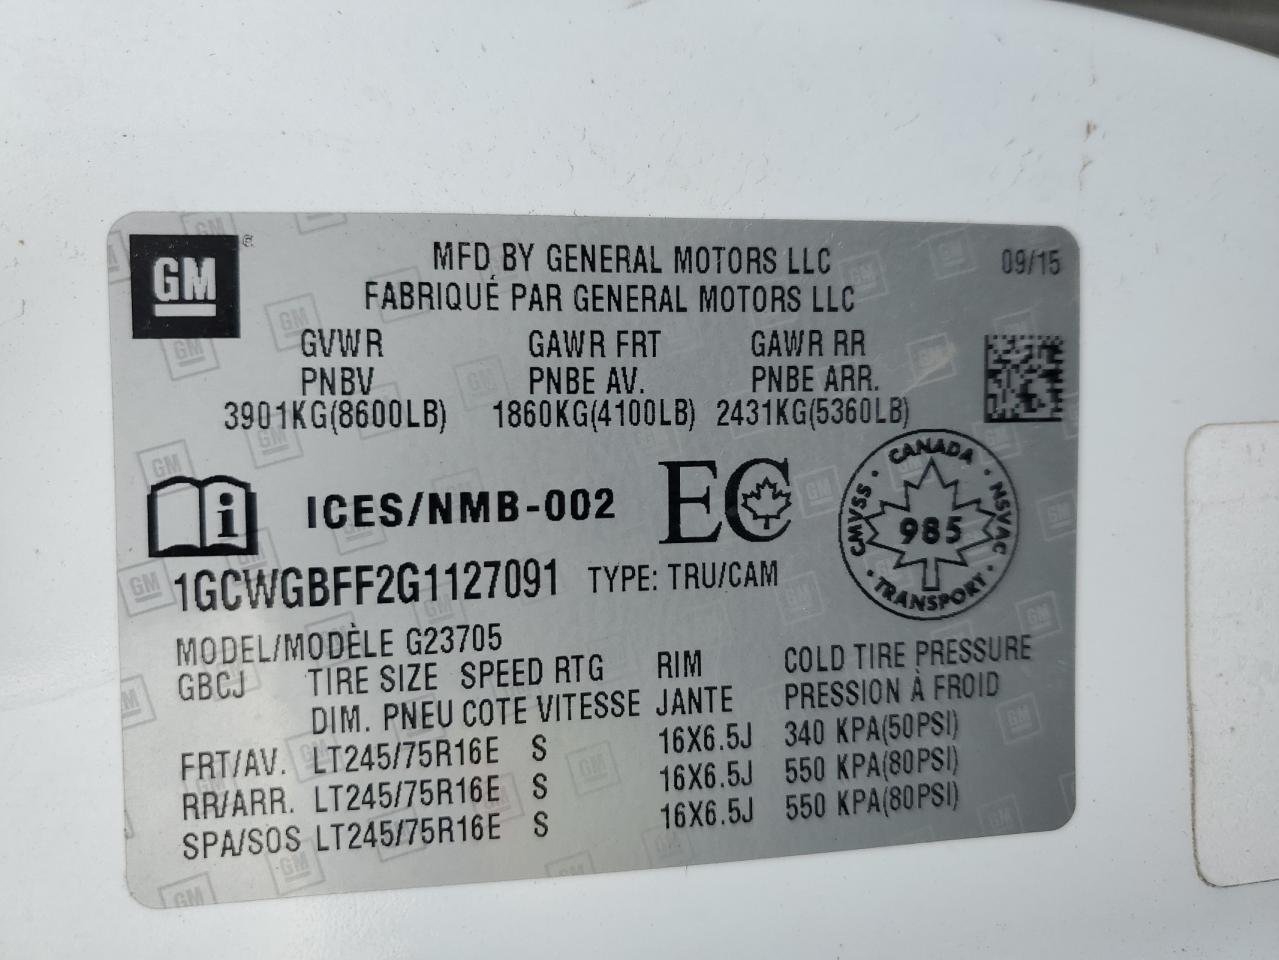 GM
MFD BY GENERAL MOTORS LLC 09/15
FABRIQUÉ PAR GENERAL MOTORS LLC
GVWR GAWR FRT GAWR RR
PNBV PNBE AV. PNBE ARR.
3901KG(8600LB) 1860KG(4100LB) 2431KG(5360LB)
i ICES/NMB-002 EC
CANADA
CMVSS · 985 · NSVAC
TRANSPORT
1GCWGBFF2G1127091 TYPE: TRU/CAM
MODEL/MODÈLE G23705
GBCJ TIRE SIZE SPEED RTG RIM COLD TIRE PRESSURE
DIM. PNEU COTE VITESSE JANTE PRESSION À FROID
FRT/AV. LT245/75R16E S 16X6.5J 340 KPA(50PSI)
RR/ARR. LT245/75R16E S 16X6.5J 550 KPA(80PSI)
SPA/SOS LT245/75R16E S 16X6.5J 550 KPA(80PSI)